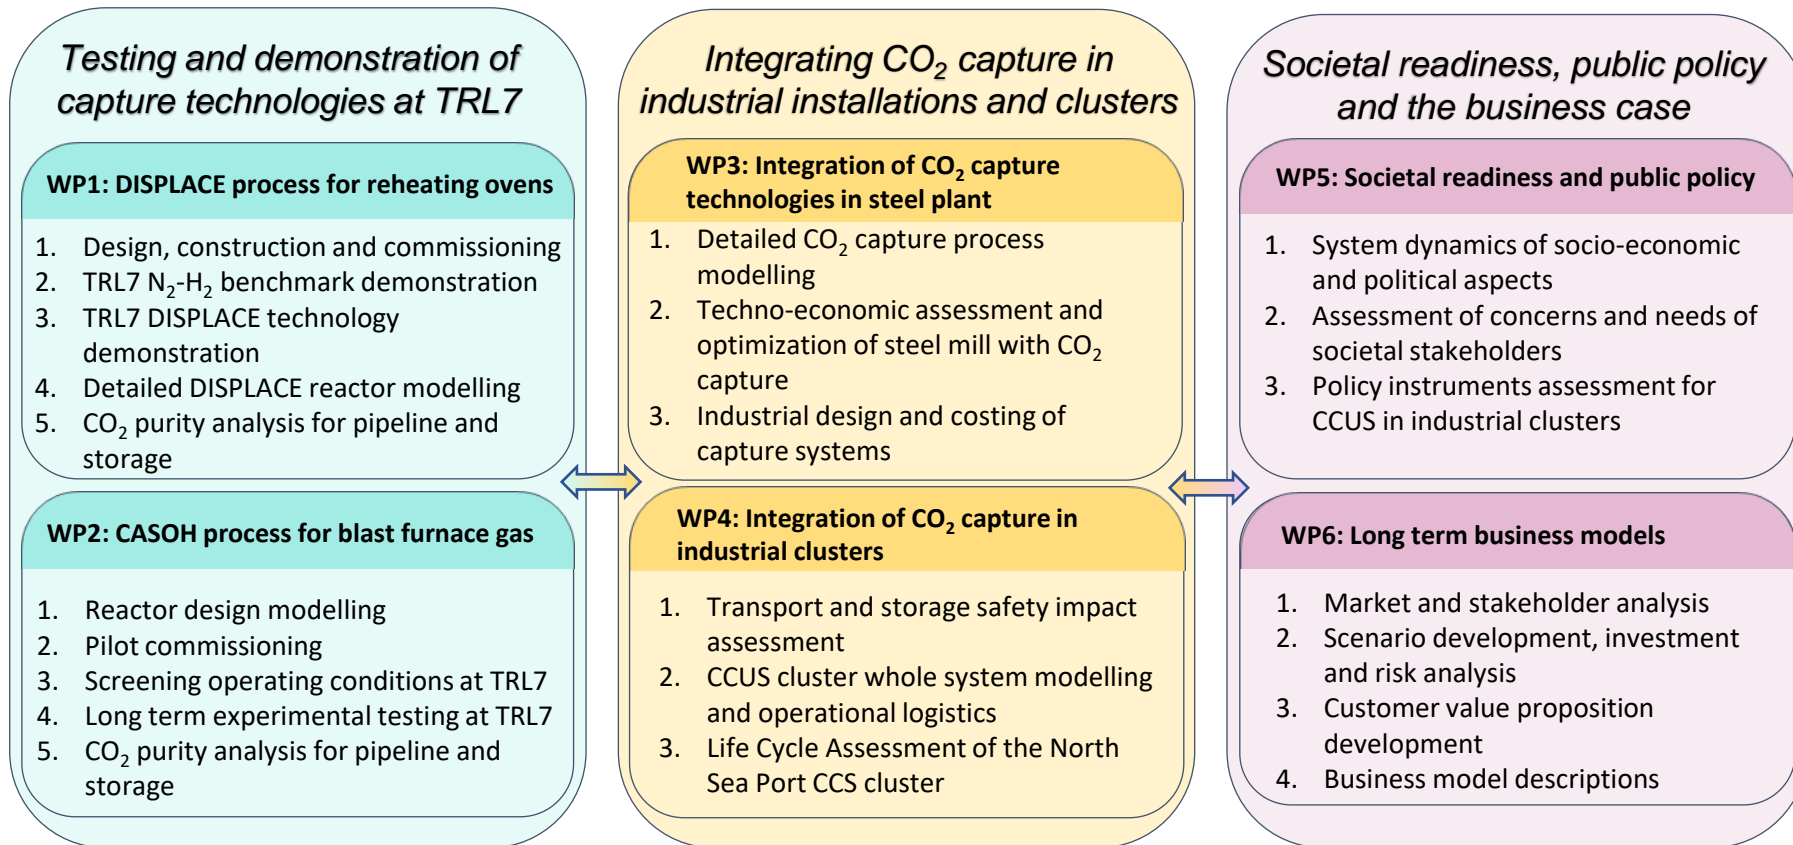 Testing and demonstration of
capture technologies at TRL7
WP1: DISPLACE process for reheating ovens
1. Design, construction and commissioning
2. TRL7 N₂-H₂ benchmark demonstration
3. TRL7 DISPLACE technology
demonstration
4. Detailed DISPLACE reactor modelling
5. CO₂ purity analysis for pipeline and
storage
WP2: CASOH process for blast furnace gas
1. Reactor design modelling
2. Pilot commissioning
3. Screening operating conditions at TRL7
4. Long term experimental testing at TRL7
5. CO₂ purity analysis for pipeline and
storage
Integrating CO₂ capture in
industrial installations and clusters
WP3: Integration of CO₂ capture
technologies in steel plant
1. Detailed CO₂ capture process
modelling
2. Techno-economic assessment and
optimization of steel mill with CO₂
capture
3. Industrial design and costing of
capture systems
WP4: Integration of CO₂ capture in
industrial clusters
1. Transport and storage safety impact
assessment
2. CCUS cluster whole system modelling
and operational logistics
3. Life Cycle Assessment of the North
Sea Port CCS cluster
Societal readiness, public policy
and the business case
WP5: Societal readiness and public policy
1. System dynamics of socio-economic
and political aspects
2. Assessment of concerns and needs of
societal stakeholders
3. Policy instruments assessment for
CCUS in industrial clusters
WP6: Long term business models
1. Market and stakeholder analysis
2. Scenario development, investment
and risk analysis
3. Customer value proposition
development
4. Business model descriptions